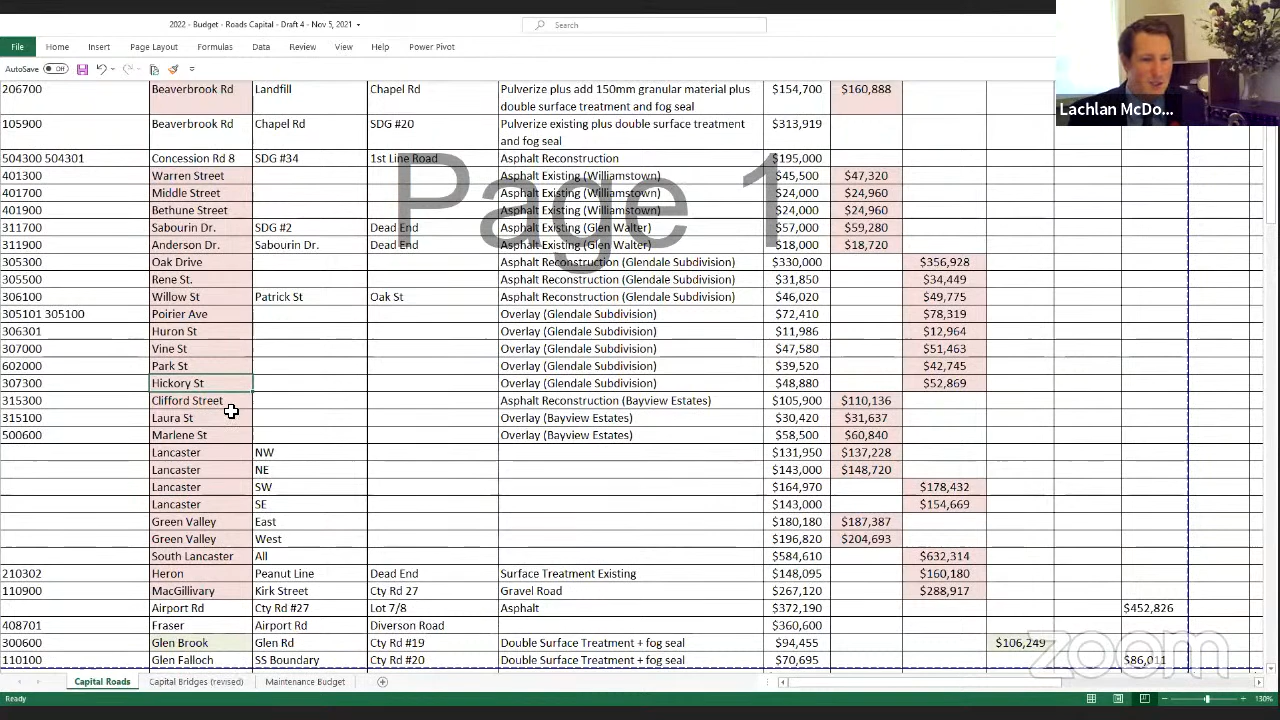 2022 - Budget - Roads Capital - Draft 4 - Nov 5, 2021
Search
File Home Insert Page Layout Formulas Data Review View Help Power Pivot
AutoSave Off
Lachlan McDo...
206700 Beaverbrook Rd Landfill Chapel Rd Pulverize plus add 150mm granular material plus $154,700 $160,888
double surface treatment and fog seal
105900 Beaverbrook Rd Chapel Rd SDG #20 Pulverize existing plus double surface treatment $313,919
and fog seal
504300 504301 Concession Rd 8 SDG #34 1st Line Road Asphalt Reconstruction $195,000
401300 Warren Street Asphalt Existing (Williamstown) $45,500 $47,320
401700 Middle Street Asphalt Existing (Williamstown) $24,000 $24,960
401900 Bethune Street Asphalt Existing (Williamstown) $24,000 $24,960
311700 Sabourin Dr. SDG #2 Dead End Asphalt Existing (Glen Walter) $57,000 $59,280
311900 Anderson Dr. Sabourin Dr. Dead End Asphalt Existing (Glen Walter) $18,000 $18,720
305300 Oak Drive Asphalt Reconstruction (Glendale Subdivision) $330,000 $356,928
305500 Rene St. Asphalt Reconstruction (Glendale Subdivision) $31,850 $34,449
306100 Willow St Patrick St Oak St Asphalt Reconstruction (Glendale Subdivision) $46,020 $49,775
305101 305100 Poirier Ave Overlay (Glendale Subdivision) $72,410 $78,319
306301 Huron St Overlay (Glendale Subdivision) $11,986 $12,964
307000 Vine St Overlay (Glendale Subdivision) $47,580 $51,463
602000 Park St Overlay (Glendale Subdivision) $39,520 $42,745
307300 Hickory St Overlay (Glendale Subdivision) $48,880 $52,869
315300 Clifford Street Asphalt Reconstruction (Bayview Estates) $105,900 $110,136
315100 Laura St Overlay (Bayview Estates) $30,420 $31,637
500600 Marlene St Overlay (Bayview Estates) $58,500 $60,840
Lancaster NW $131,950 $137,228
Lancaster NE $143,000 $148,720
Lancaster SW $164,970 $178,432
Lancaster SE $143,000 $154,669
Green Valley East $180,180 $187,387
Green Valley West $196,820 $204,693
South Lancaster All $584,610 $632,314
210302 Heron Peanut Line Dead End Surface Treatment Existing $148,095 $160,180
110900 MacGillivary Kirk Street Cty Rd 27 Gravel Road $267,120 $288,917
Airport Rd Cty Rd #27 Lot 7/8 Asphalt $372,190 $452,826
408701 Fraser Airport Rd Diverson Road $360,600
300600 Glen Brook Glen Rd Cty Rd #19 Double Surface Treatment + fog seal $94,455 $106,249
110100 Glen Falloch SS Boundary Cty Rd #20 Double Surface Treatment + fog seal $70,695 $86,011
Page 1
zoom
Capital Roads Capital Bridges (revised) Maintenance Budget
Ready 130%